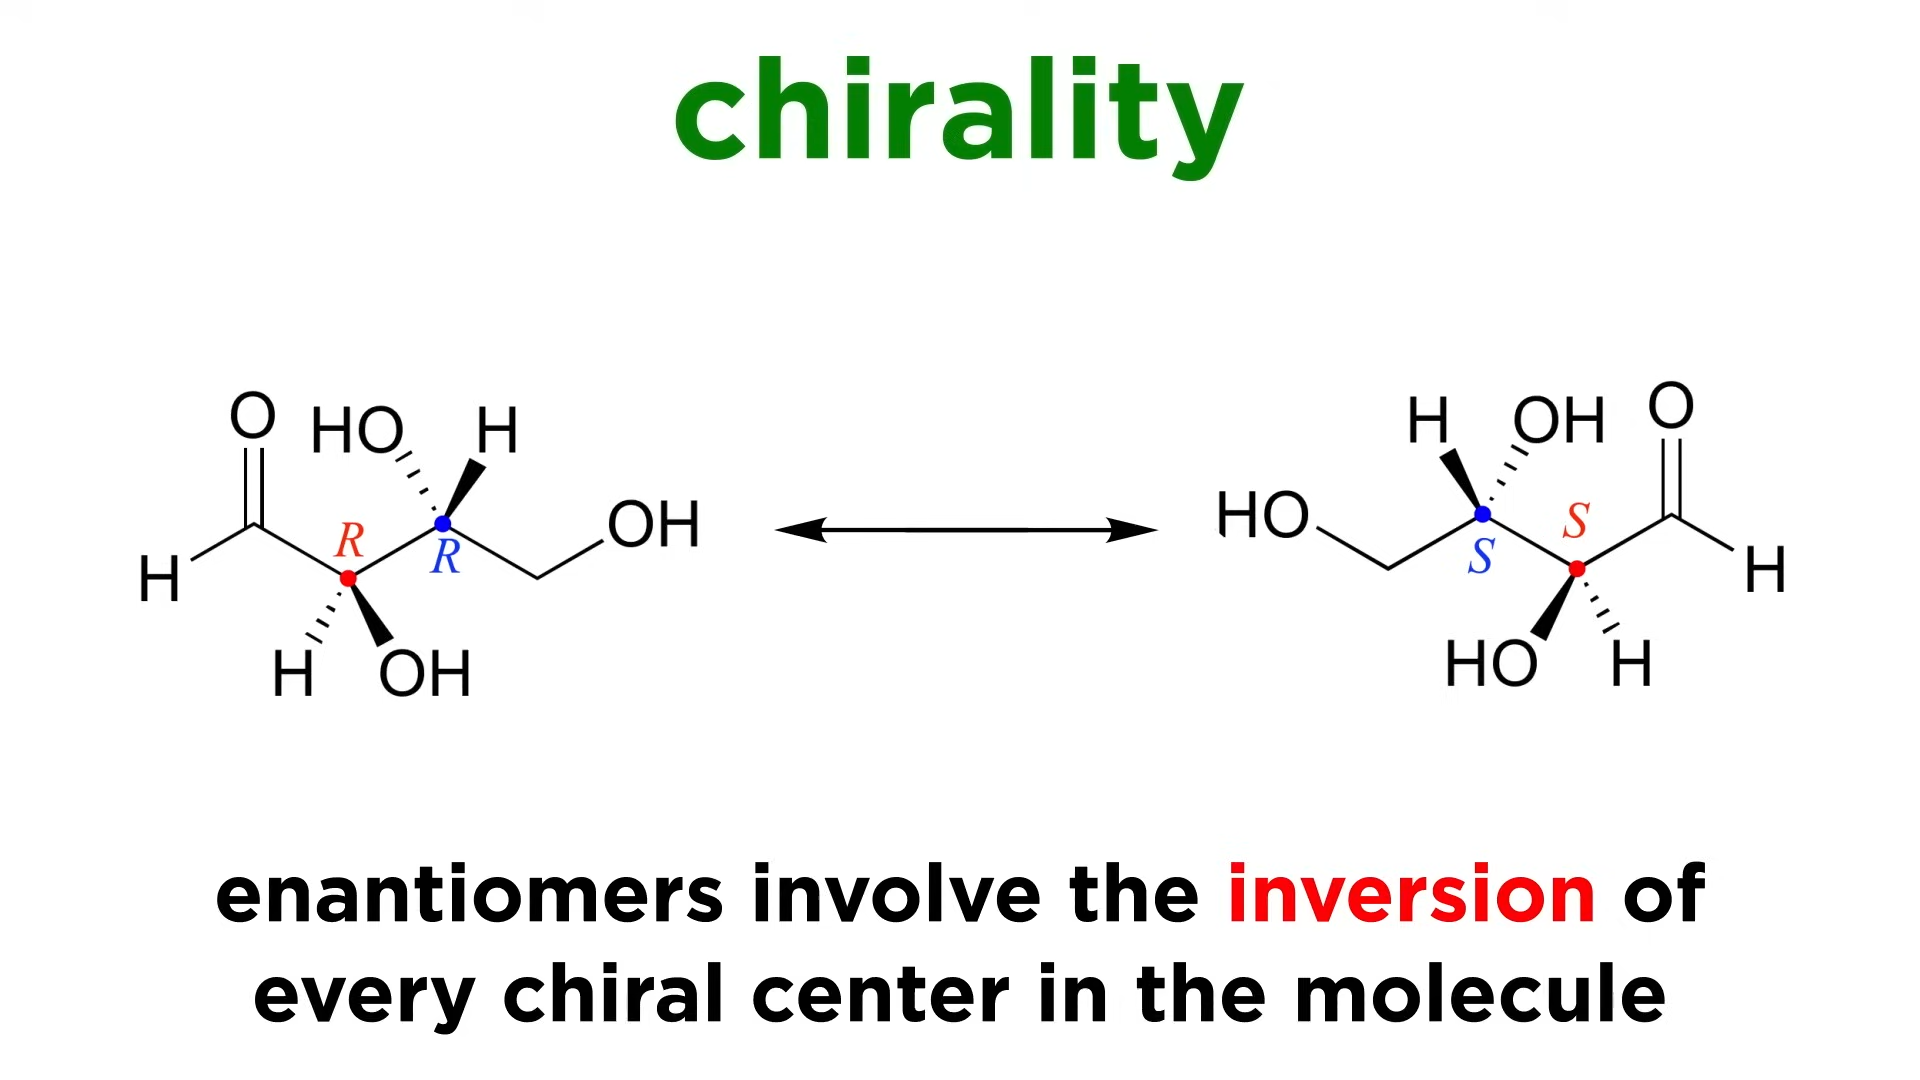 chirality
O HO H
R R OH
H
H OH
H OH O
HO S S
H
HO H
enantiomers involve the inversion of
every chiral center in the molecule